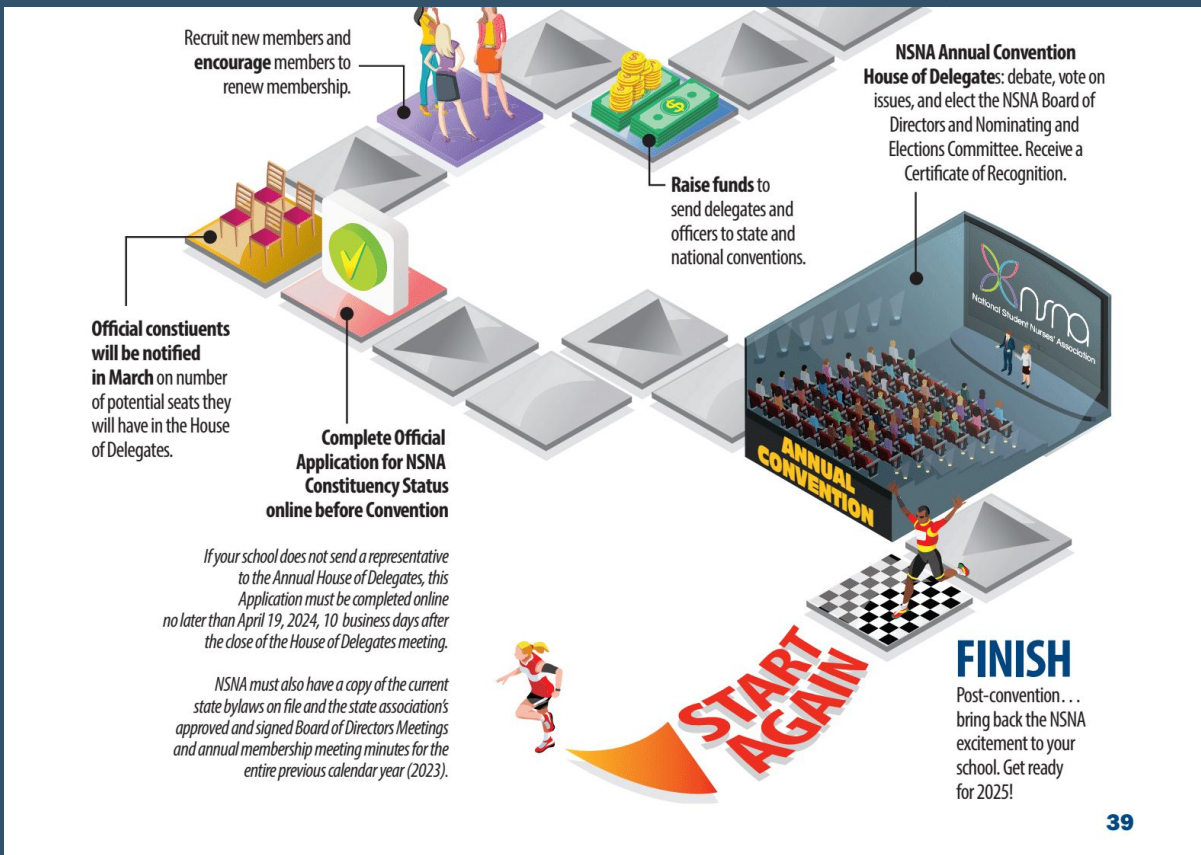 Recruit new members and
encourage members to
renew membership.
Raise funds to
send delegates and
officers to state and
national conventions.
NSNA Annual Convention
House of Delegates: debate, vote on
issues, and elect the NSNA Board of
Directors and Nominating and
Elections Committee. Receive a
Certificate of Recognition.
Official constiuents
will be notified
in March on number
of potential seats they
will have in the House
of Delegates.
Complete Official
Application for NSNA
Constituency Status
online before Convention
If your school does not send a representative
to the Annual House of Delegates, this
Application must be completed online
no later than April 19, 2024, 10 business days after
the close of the House of Delegates meeting.
NSNA must also have a copy of the current
state bylaws on file and the state association's
approved and signed Board of Directors Meetings
and annual membership meeting minutes for the
entire previous calendar year (2023).
nsna
National Student Nurses' Association
ANNUAL
CONVENTION
START
AGAIN
FINISH
Post-convention...
bring back the NSNA
excitement to your
school. Get ready
for 2025!
39